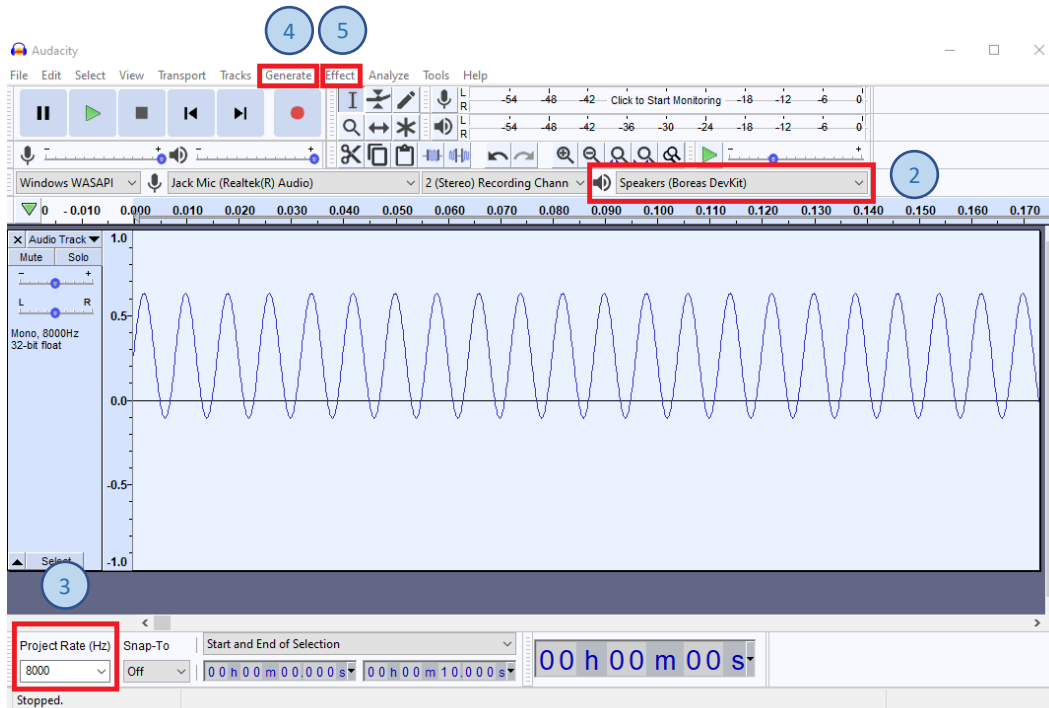 4 5
Audacity
File Edit Select View Transport Tracks Generate Effect Analyze Tools Help
L R -54 -48 -42 Click to Start Monitoring -18 -12 -6 0
L R -54 -48 -42 -36 -30 -24 -18 -12 -6 0
- + - + - +
Windows WASAPI Jack Mic (Realtek(R) Audio) 2 (Stereo) Recording Chann Speakers (Boreas DevKit) 2
0 - 0.010 0.000 0.010 0.020 0.030 0.040 0.050 0.060 0.070 0.080 0.090 0.100 0.110 0.120 0.130 0.140 0.150 0.160 0.170
X Audio Track 1.0
Mute Solo
- +
L R
0.5
Mono, 8000Hz
32-bit float
0.0
-0.5
Select -1.0
3
Project Rate (Hz) Snap-To Start and End of Selection
8000 Off 00 h 00 m 00.000 s 00 h 00 m 10.000 s 00 h 00 m 00 s
Stopped.